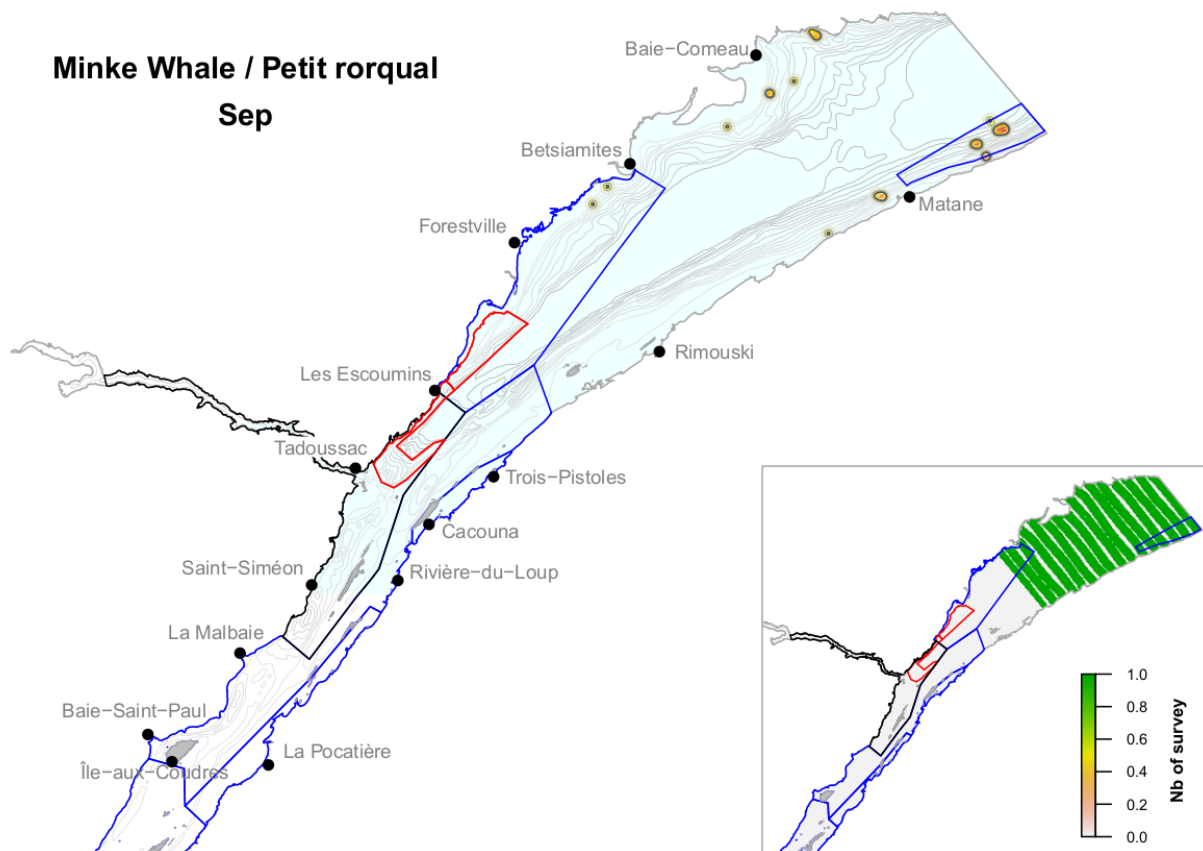 Minke Whale / Petit rorqual
Sep
Baie−Comeau
Betsiamites
Matane
Forestville
Rimouski
Les Escoumins
Tadoussac
Trois−Pistoles
Cacouna
Saint−Siméon
Rivière−du−Loup
La Malbaie
Baie−Saint−Paul
La Pocatière
Île−aux−Coudres
1.0
0.8
0.6
0.4
0.2
0.0
Nb of survey